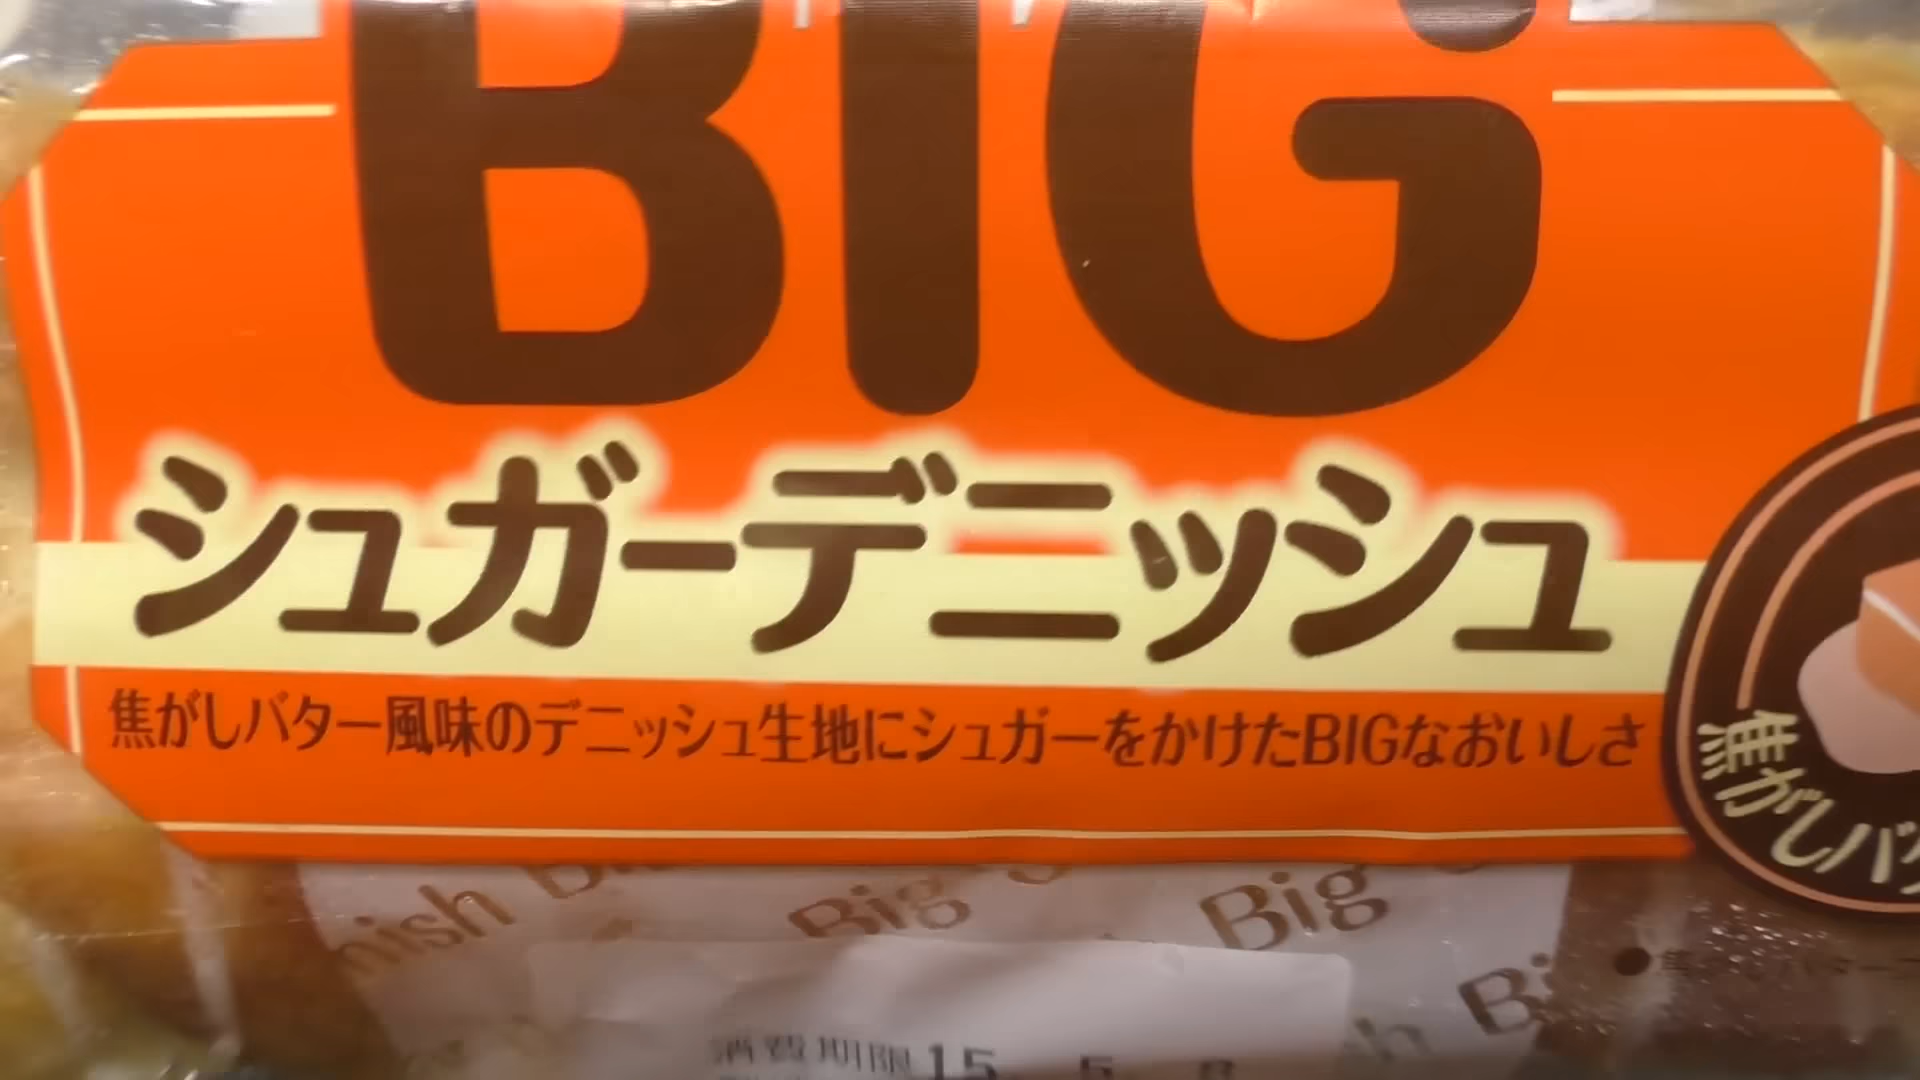 BIG
シュガーデニッシュ
焦がしバター風味のデニッシュ生地にシュガーをかけたBIGなおいしさ
焦がしバ
nish
Big
Big
消費期限 15. 5.